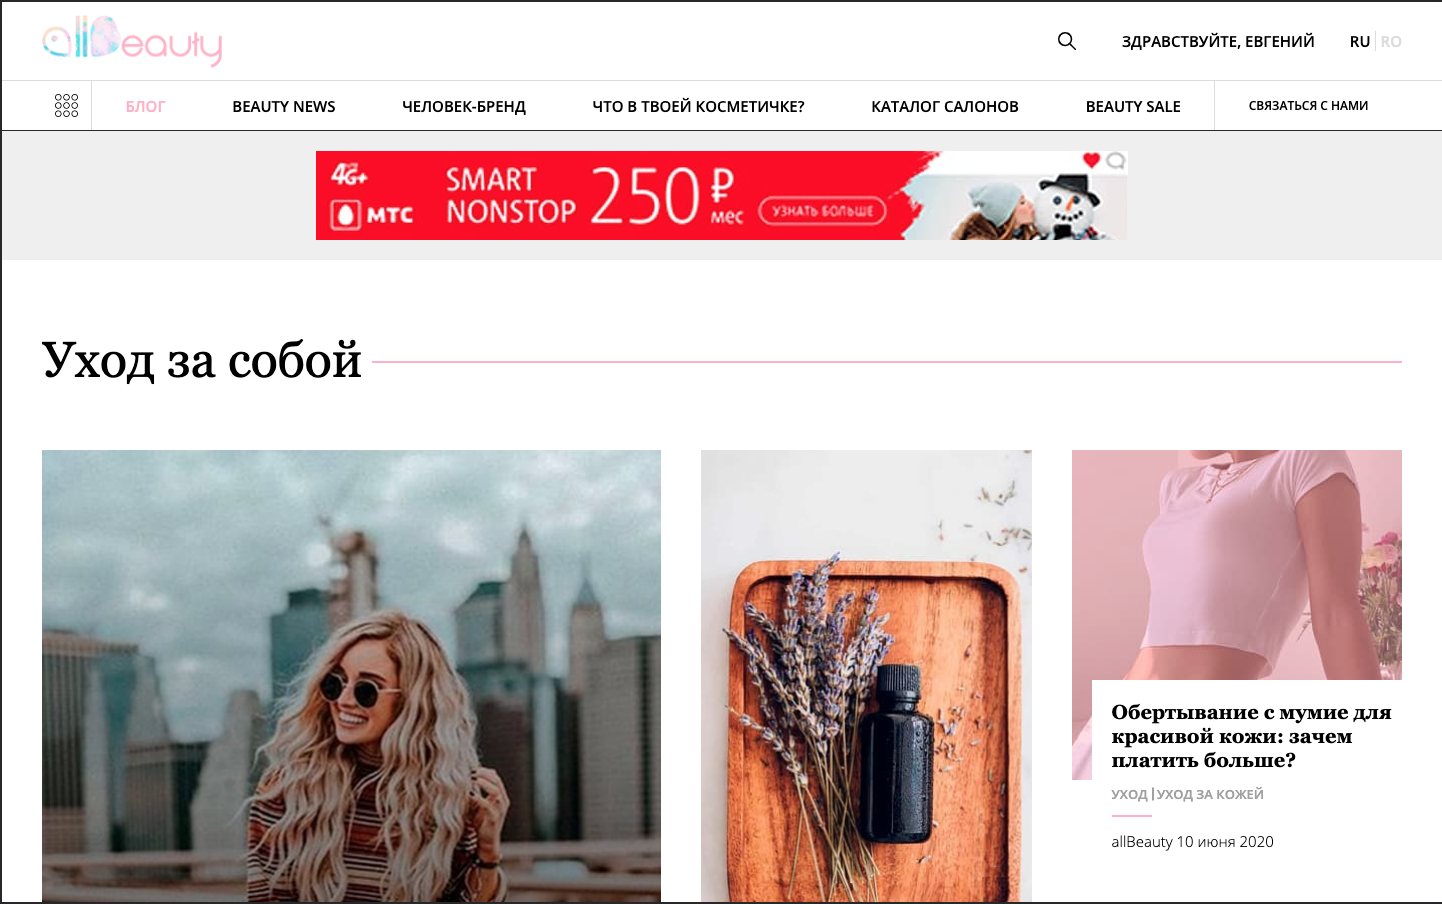 allBeauty
ЗДРАВСТВУЙТЕ, ЕВГЕНИЙ
RU RO
БЛОГ
BEAUTY NEWS
ЧЕЛОВЕК-БРЕНД
ЧТО В ТВОЕЙ КОСМЕТИЧКЕ?
КАТАЛОГ САЛОНОВ
BEAUTY SALE
СВЯЗАТЬСЯ С НАМИ
4G+
МТС
SMART
NONSTOP
250 ₽
мес
УЗНАТЬ БОЛЬШЕ
Уход за собой
Обертывание с мумие для
красивой кожи: зачем
платить больше?
УХОД | УХОД ЗА КОЖЕЙ
allBeauty 10 июня 2020